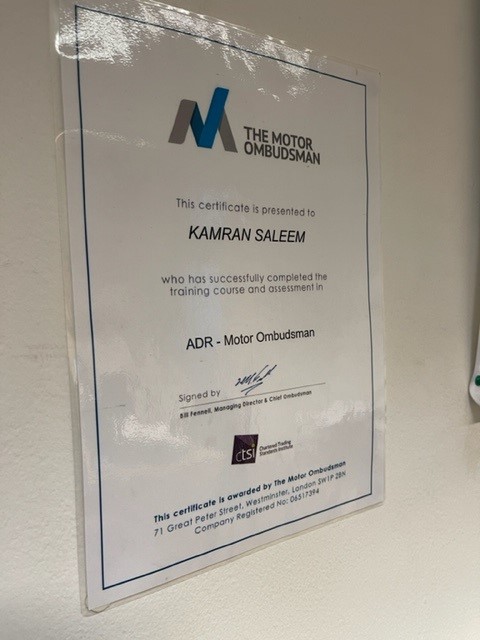 THE MOTOR
OMBUDSMAN
This certificate is presented to
KAMRAN SALEEM
who has successfully completed the
training course and assessment in
ADR - Motor Ombudsman
Signed by
Bill Fennell, Managing Director & Chief Ombudsman
ctsi Chartered Trading
Standards Institute
This certificate is awarded by The Motor Ombudsman
71 Great Peter Street, Westminster, London SW1P 2BN
Company Registered No: 06517394